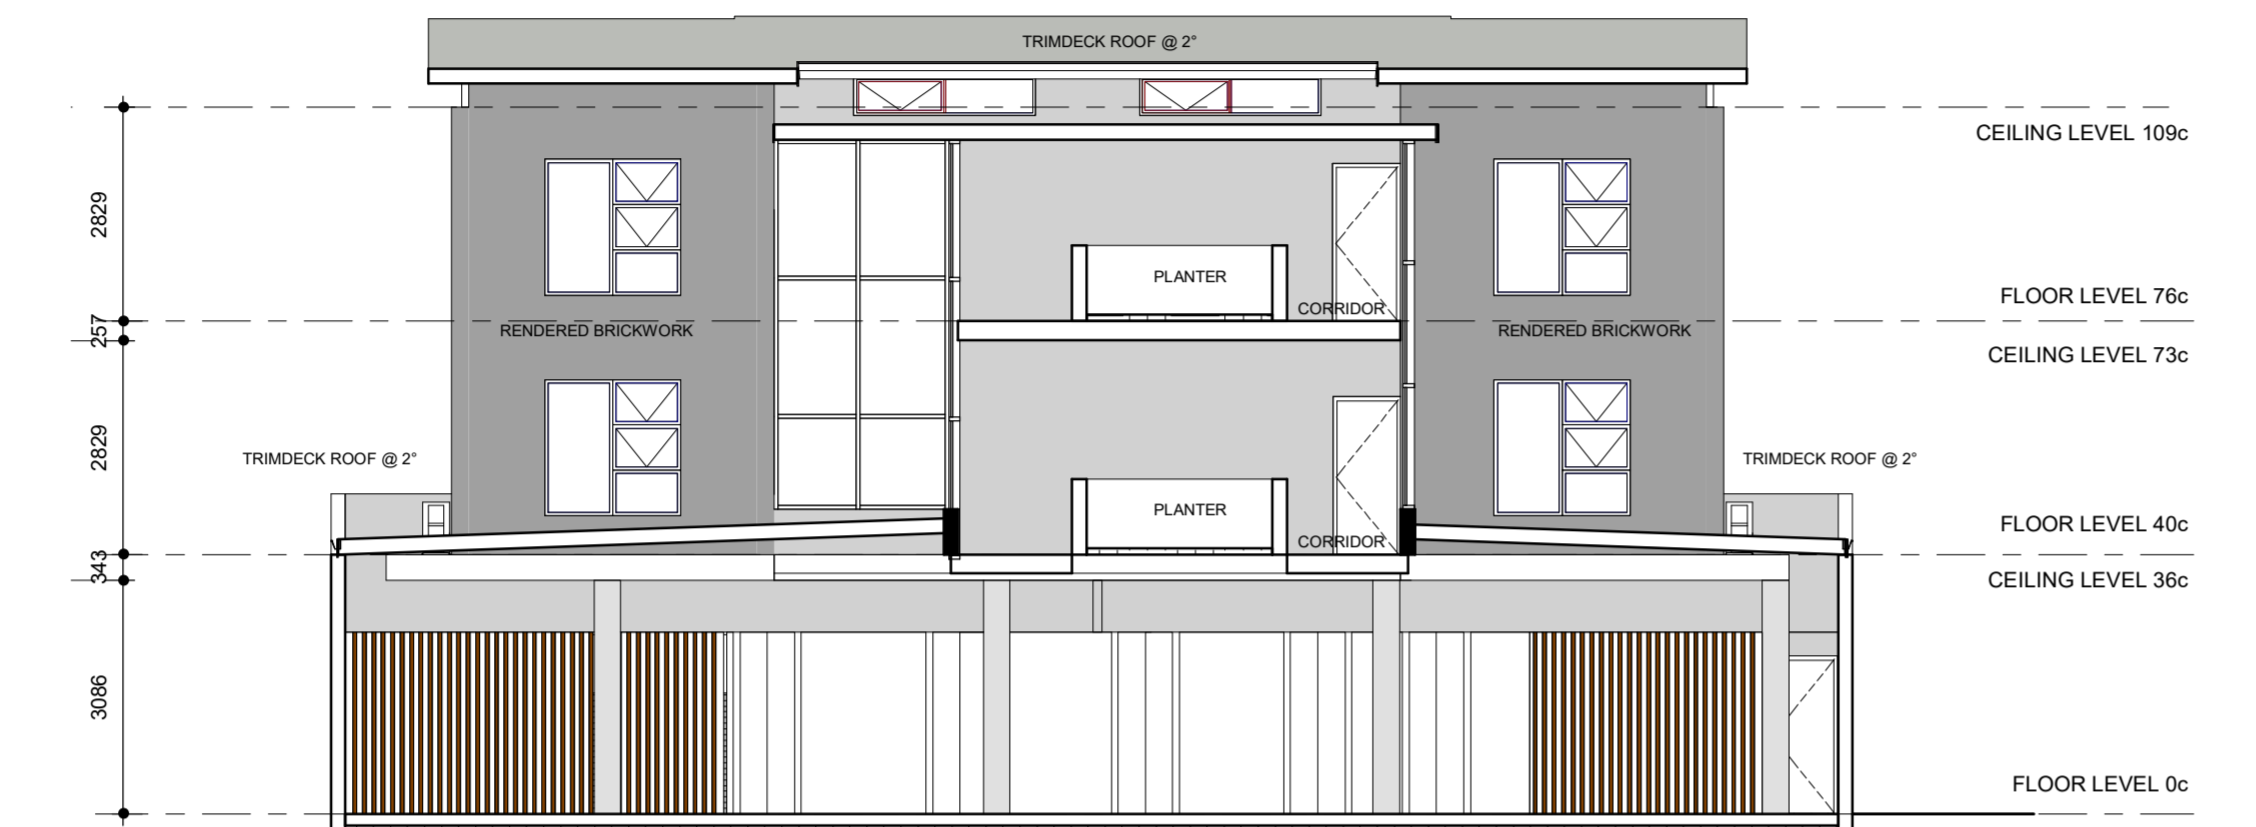 TRIMDECK ROOF @ 2°
CEILING LEVEL 109c
2829
PLANTER
FLOOR LEVEL 76c
CORRIDOR
257
RENDERED BRICKWORK
RENDERED BRICKWORK
CEILING LEVEL 73c
2829
TRIMDECK ROOF @ 2°
TRIMDECK ROOF @ 2°
PLANTER
FLOOR LEVEL 40c
CORRIDOR
343
CEILING LEVEL 36c
3086
FLOOR LEVEL 0c